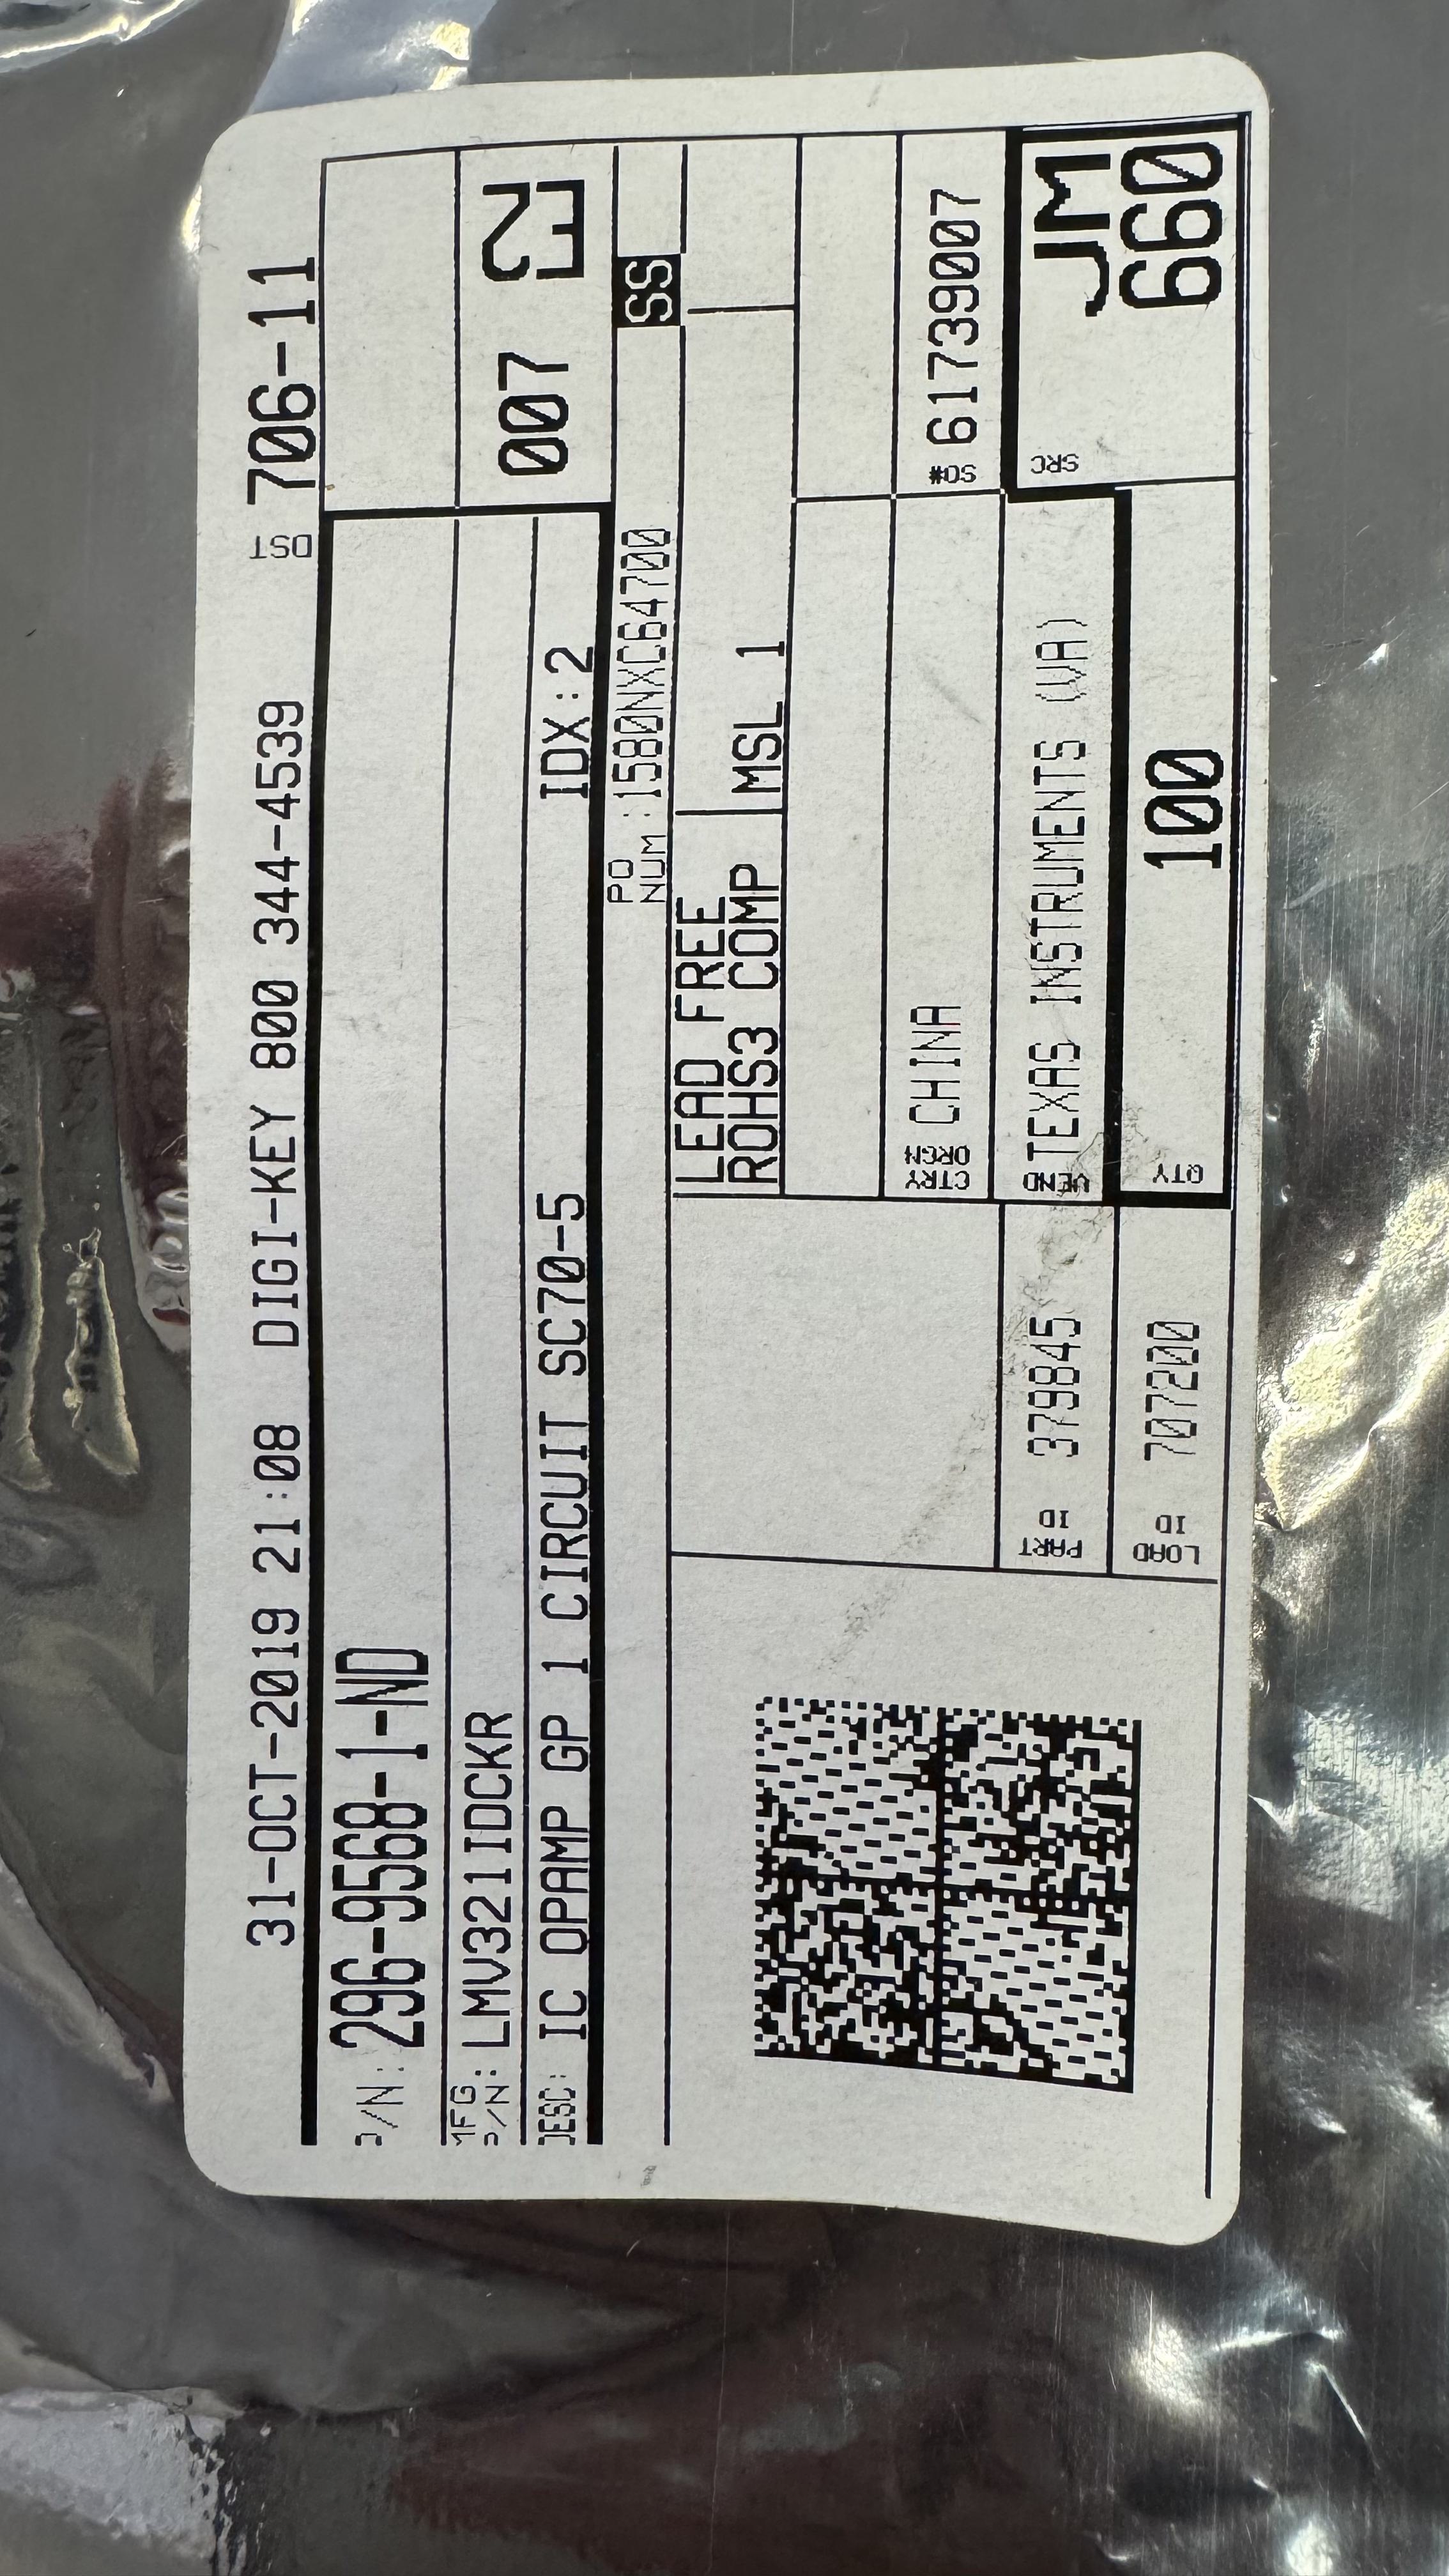 31-OCT-2019 21:08 DIGI-KEY 800 344-4539 DST 706-11
P/N: 296-9568-1-ND
MFG
P/N: LMV321IDCKR
DESC: IC OPAMP GP 1 CIRCUIT SC70-5 IDX:2
007
PO
NUM :1580NXC64700 SS
LEAD FREE
ROHS3 COMP MSL 1
CTRY
ORGN CHINA SO# 61739007
PART
ID 379845 VEND TEXAS INSTRUMENTS (VA)
LOAD
ID 707200 QTY 100
SRC JM
660